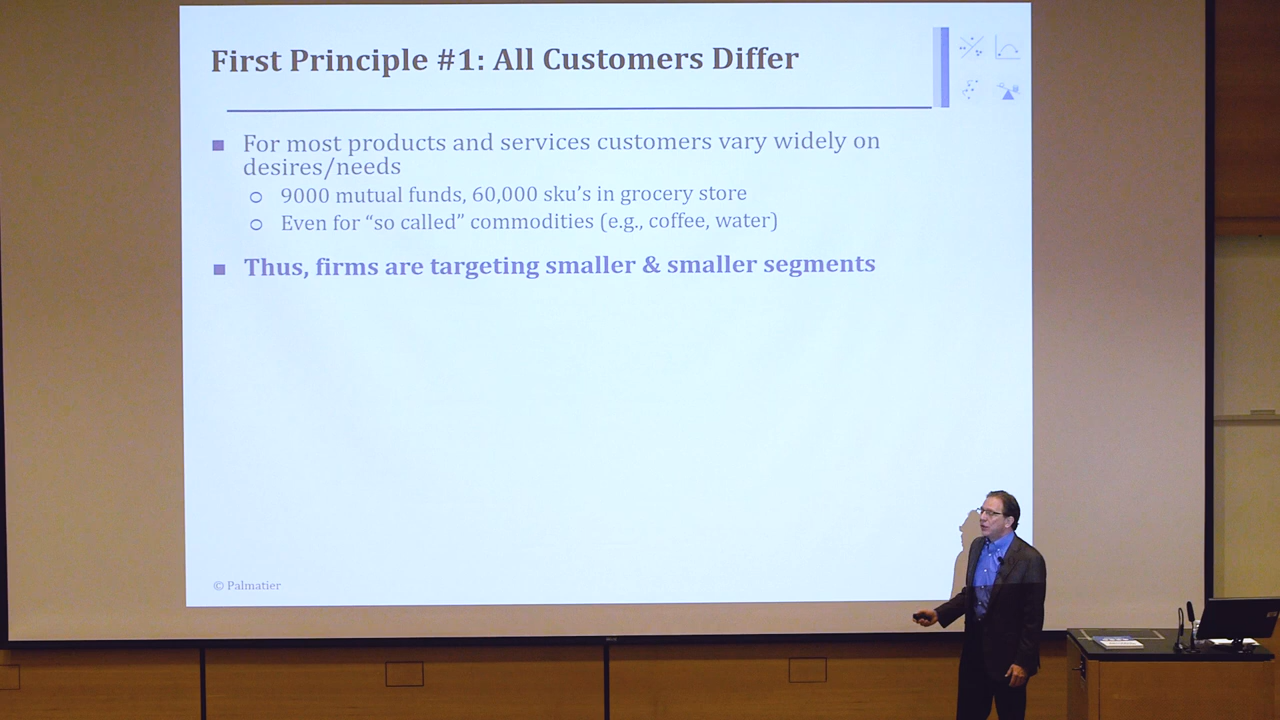 First Principle #1: All Customers Differ
For most products and services customers vary widely on
desires/needs
9000 mutual funds, 60,000 sku's in grocery store
Even for “so called” commodities (e.g., coffee, water)
Thus, firms are targeting smaller & smaller segments
© Palmatier